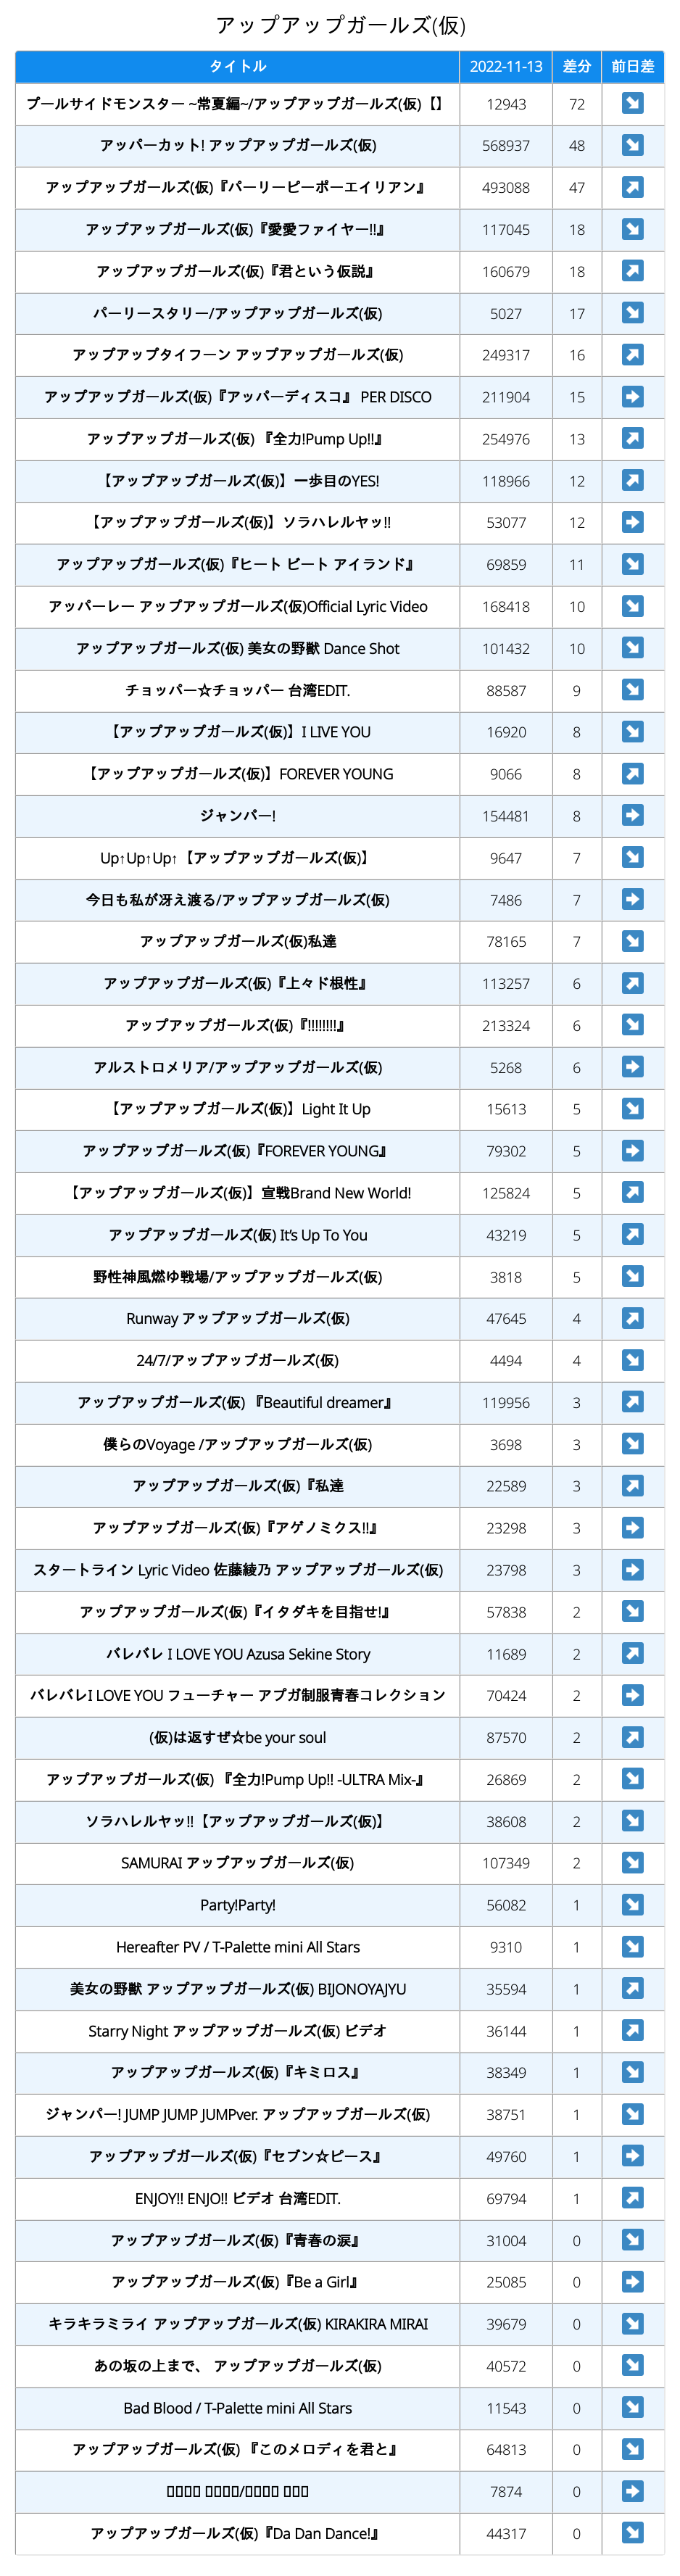 アップアップガールズ(仮)
タイトル 2022-11-13 差分 前日差
プールサイドモンスター ~常夏編~/アップアップガールズ(仮)【】 12943 72
アッパーカット! アップアップガールズ(仮) 568937 48
アップアップガールズ(仮)『パーリーピーポーエイリアン』 493088 47
アップアップガールズ(仮)『愛愛ファイヤー!!』 117045 18
アップアップガールズ(仮)『君という仮説』 160679 18
パーリースタリー/アップアップガールズ(仮) 5027 17
アップアップタイフーン アップアップガールズ(仮) 249317 16
アップアップガールズ(仮)『アッパーディスコ』 PER DISCO 211904 15
アップアップガールズ(仮) 『全力!Pump Up!!』 254976 13
【アップアップガールズ(仮)】一歩目のYES! 118966 12
【アップアップガールズ(仮)】ソラハレルヤッ!! 53077 12
アップアップガールズ(仮)『ヒート ビート アイランド』 69859 11
アッパーレー アップアップガールズ(仮)Official Lyric Video 168418 10
アップアップガールズ(仮) 美女の野獣 Dance Shot 101432 10
チョッパー☆チョッパー 台湾EDIT. 88587 9
【アップアップガールズ(仮)】I LIVE YOU 16920 8
【アップアップガールズ(仮)】FOREVER YOUNG 9066 8
ジャンパー! 154481 8
Up↑Up↑Up↑【アップアップガールズ(仮)】 9647 7
今日も私が冴え渡る/アップアップガールズ(仮) 7486 7
アップアップガールズ(仮)私達 78165 7
アップアップガールズ(仮)『上々ド根性』 113257 6
アップアップガールズ(仮)『!!!!!!!!』 213324 6
アルストロメリア/アップアップガールズ(仮) 5268 6
【アップアップガールズ(仮)】Light It Up 15613 5
アップアップガールズ(仮)『FOREVER YOUNG』 79302 5
【アップアップガールズ(仮)】宣戦Brand New World! 125824 5
アップアップガールズ(仮) It's Up To You 43219 5
野性神風燃ゆ戦場/アップアップガールズ(仮) 3818 5
Runway アップアップガールズ(仮) 47645 4
24/7/アップアップガールズ(仮) 4494 4
アップアップガールズ(仮) 『Beautiful dreamer』 119956 3
僕らのVoyage /アップアップガールズ(仮) 3698 3
アップアップガールズ(仮)『私達 22589 3
アップアップガールズ(仮)『アゲノミクス!!』 23298 3
スタートライン Lyric Video 佐藤綾乃 アップアップガールズ(仮) 23798 3
アップアップガールズ(仮)『イタダキを目指せ!』 57838 2
バレバレ I LOVE YOU Azusa Sekine Story 11689 2
バレバレI LOVE YOU フューチャー アプガ制服青春コレクション 70424 2
(仮)は返すぜ☆be your soul 87570 2
アップアップガールズ(仮) 『全力!Pump Up!! -ULTRA Mix-』 26869 2
ソラハレルヤッ!!【アップアップガールズ(仮)】 38608 2
SAMURAI アップアップガールズ(仮) 107349 2
Party!Party! 56082 1
Hereafter PV / T-Palette mini All Stars 9310 1
美女の野獣 アップアップガールズ(仮) BIJONOYAJYU 35594 1
Starry Night アップアップガールズ(仮) ビデオ 36144 1
アップアップガールズ(仮)『キミロス』 38349 1
ジャンパー! JUMP JUMP JUMPver. アップアップガールズ(仮) 38751 1
アップアップガールズ(仮)『セブン☆ピース』 49760 1
ENJOY!! ENJO!! ビデオ 台湾EDIT. 69794 1
アップアップガールズ(仮)『青春の涙』 31004 0
アップアップガールズ(仮)『Be a Girl』 25085 0
キラキラミライ アップアップガールズ(仮) KIRAKIRA MIRAI 39679 0
あの坂の上まで、 アップアップガールズ(仮) 40572 0
Bad Blood / T-Palette mini All Stars 11543 0
アップアップガールズ(仮) 『このメロディを君と』 64813 0
7874 0
アップアップガールズ(仮)『Da Dan Dance!』 44317 0